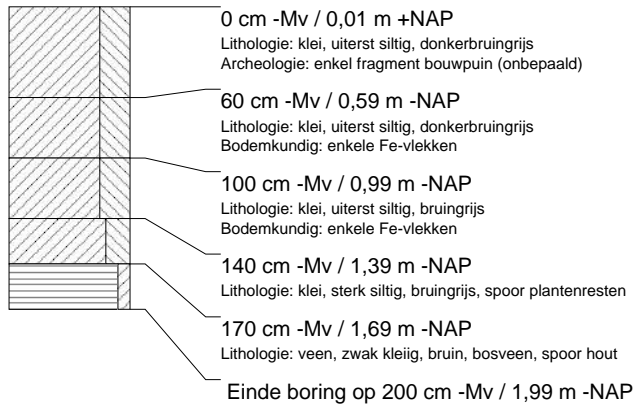 0 cm -Mv / 0,01 m +NAP
Lithologie: klei, uiterst siltig, donkerbruingrijs
Archeologie: enkel fragment bouwpuin (onbepaald)
60 cm -Mv / 0,59 m -NAP
Lithologie: klei, uiterst siltig, donkerbruingrijs
Bodemkundig: enkele Fe-vlekken
100 cm -Mv / 0,99 m -NAP
Lithologie: klei, uiterst siltig, bruingrijs
Bodemkundig: enkele Fe-vlekken
140 cm -Mv / 1,39 m -NAP
Lithologie: klei, sterk siltig, bruingrijs, spoor plantenresten
170 cm -Mv / 1,69 m -NAP
Lithologie: veen, zwak kleiig, bruin, bosveen, spoor hout
Einde boring op 200 cm -Mv / 1,99 m -NAP